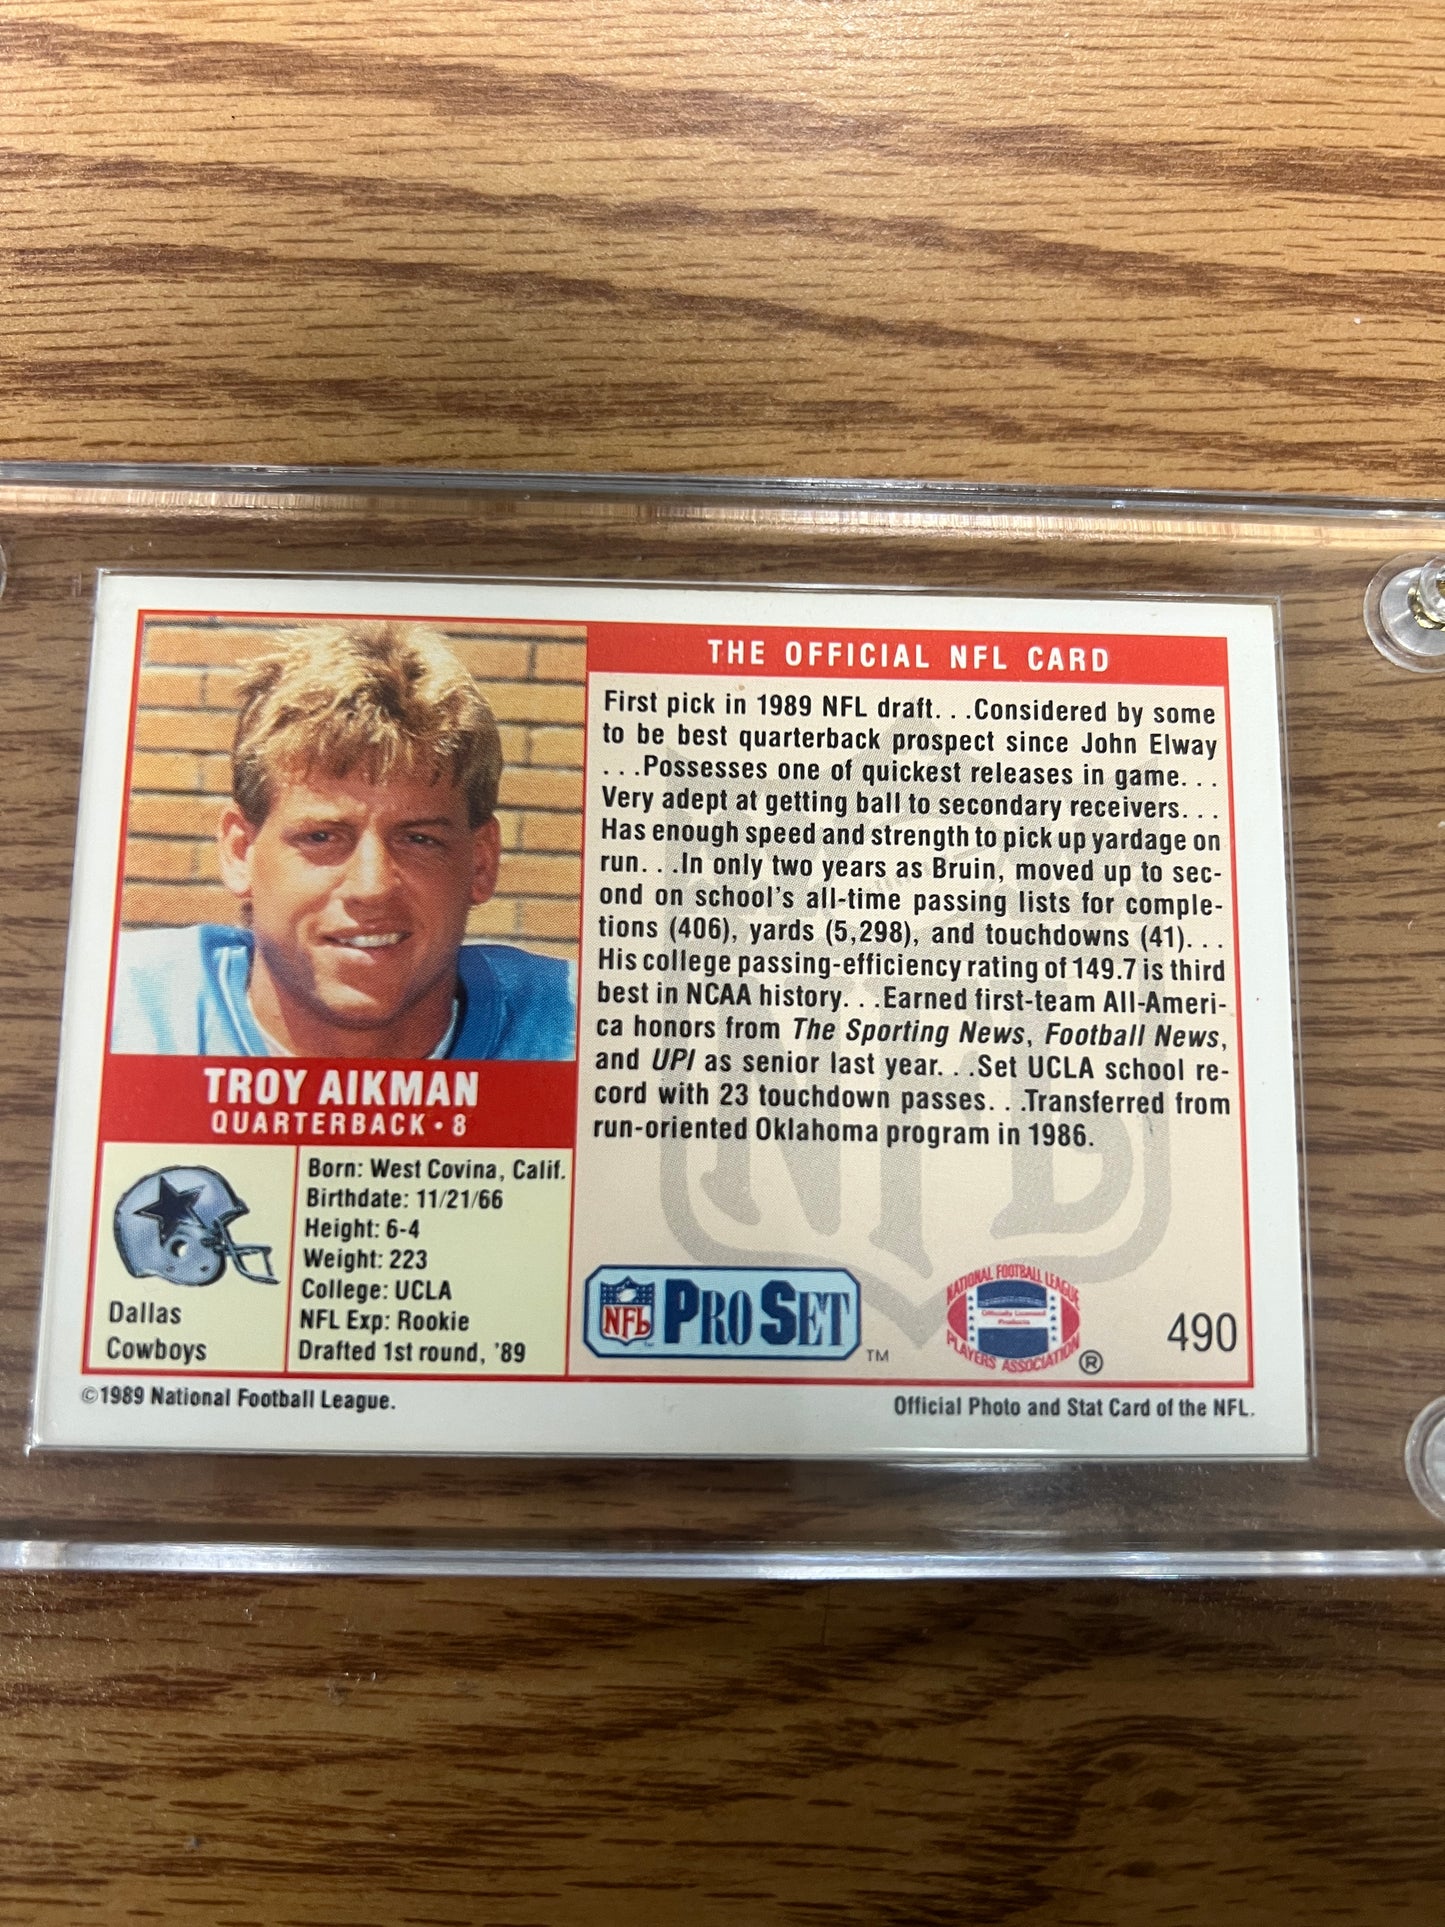 THE OFFICIAL NFL CARD
First pick in 1989 NFL draft. . .Considered by some
to be best quarterback prospect since John Elway
. . .Possesses one of quickest releases in game. . .
Very adept at getting ball to secondary receivers. . .
Has enough speed and strength to pick up yardage on
run. . .In only two years as Bruin, moved up to sec-
ond on school's all-time passing lists for comple-
tions (406), yards (5,298), and touchdowns (41). . .
His college passing-efficiency rating of 149.7 is third
best in NCAA history. . .Earned first-team All-Ameri-
ca honors from The Sporting News, Football News,
and UPI as senior last year. . .Set UCLA school re-
cord with 23 touchdown passes. . .Transferred from
run-oriented Oklahoma program in 1986.
TROY AIKMAN
QUARTERBACK • 8
Dallas
Cowboys
Born: West Covina, Calif.
Birthdate: 11/21/66
Height: 6-4
Weight: 223
College: UCLA
NFL Exp: Rookie
Drafted 1st round, '89
NFL
NFL PRO SET TM
NATIONAL FOOTBALL LEAGUE
Officially Licensed
Products
PLAYERS ASSOCIATION ®
490
©1989 National Football League.
Official Photo and Stat Card of the NFL.